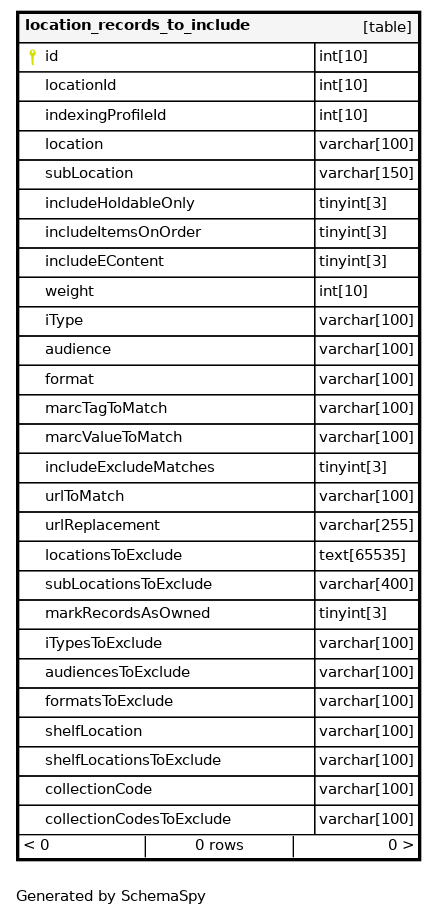 location_records_to_include [table]
id int[10]
locationId int[10]
indexingProfileId int[10]
location varchar[100]
subLocation varchar[150]
includeHoldableOnly tinyint[3]
includeItemsOnOrder tinyint[3]
includeEContent tinyint[3]
weight int[10]
iType varchar[100]
audience varchar[100]
format varchar[100]
marcTagToMatch varchar[100]
marcValueToMatch varchar[100]
includeExcludeMatches tinyint[3]
urlToMatch varchar[100]
urlReplacement varchar[255]
locationsToExclude text[65535]
subLocationsToExclude varchar[400]
markRecordsAsOwned tinyint[3]
iTypesToExclude varchar[100]
audiencesToExclude varchar[100]
formatsToExclude varchar[100]
shelfLocation varchar[100]
shelfLocationsToExclude varchar[100]
collectionCode varchar[100]
collectionCodesToExclude varchar[100]
< 0 0 rows 0 >
Generated by SchemaSpy